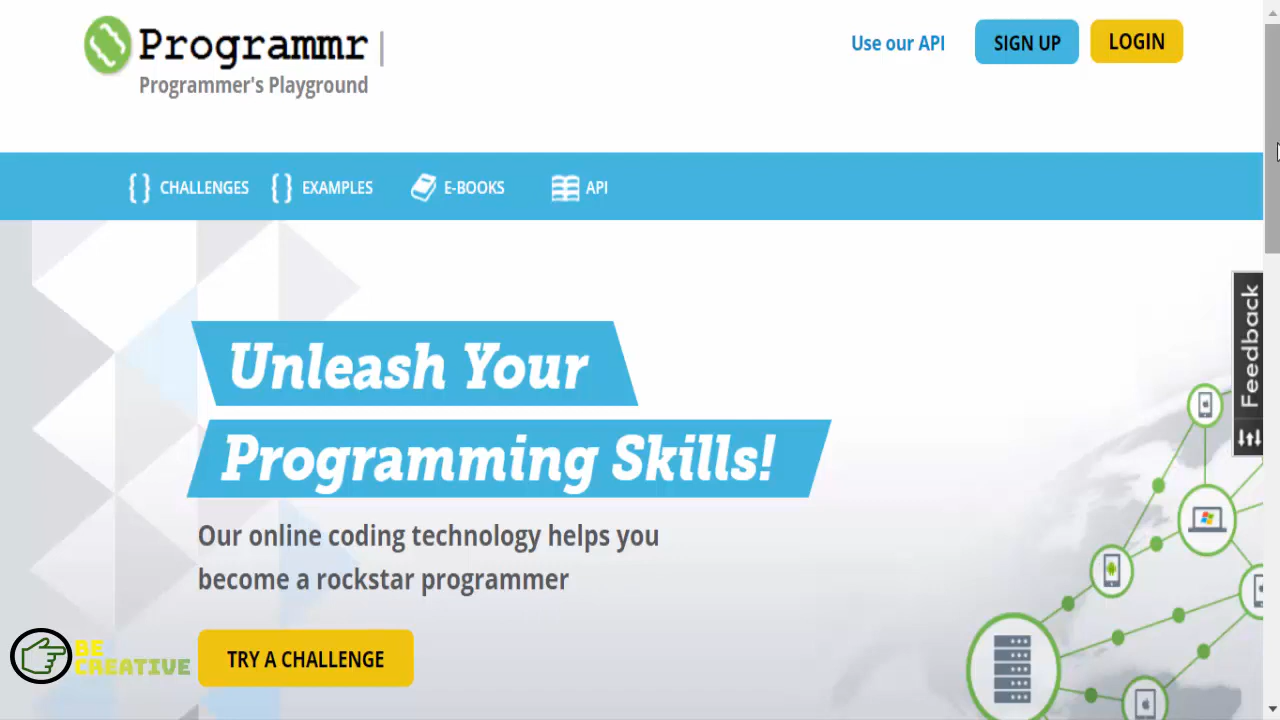 Programmr
Programmer's Playground
Use our API
SIGN UP
LOGIN
CHALLENGES
EXAMPLES
E-BOOKS
API
Unleash Your
Programming Skills!
Our online coding technology helps you
become a rockstar programmer
TRY A CHALLENGE
Feedback
BE
CREATIVE